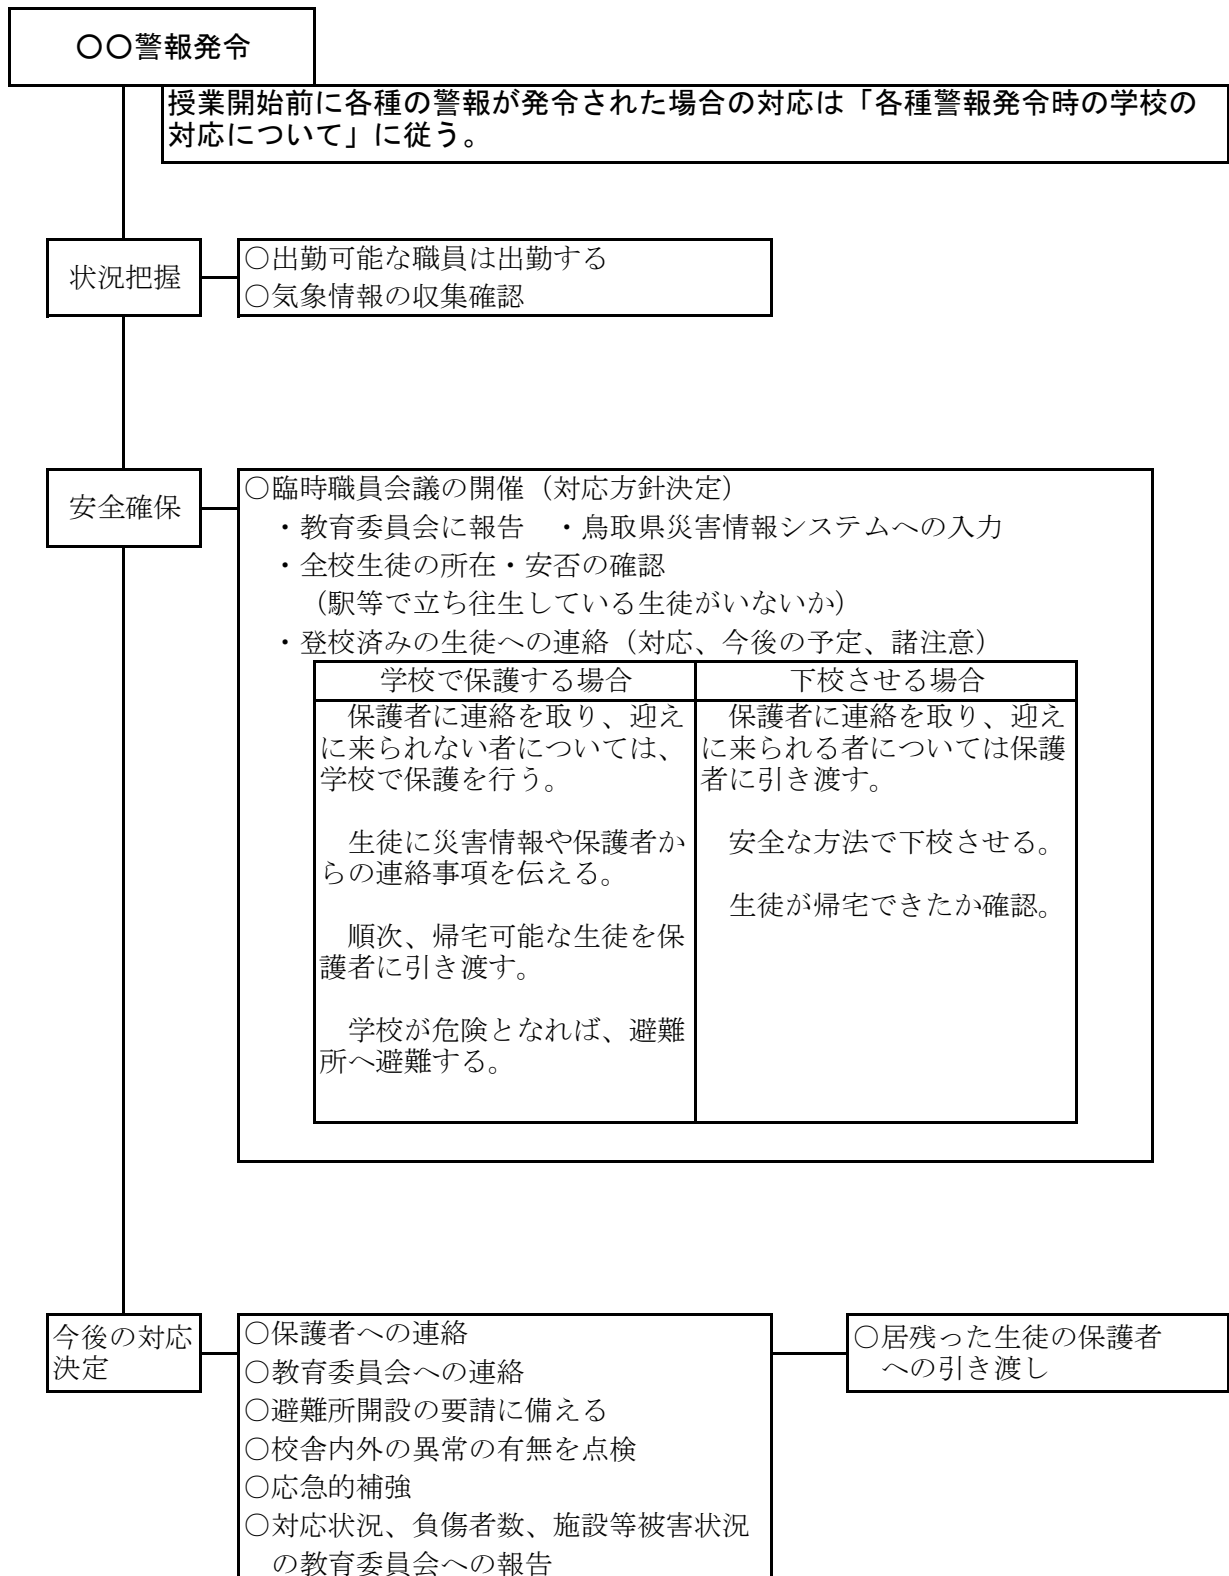 〇〇警報発令
授業開始前に各種の警報が発令された場合の対応は「各種警報発令時の学校の
対応について」に従う。
状況把握
○出勤可能な職員は出勤する
○気象情報の収集確認
安全確保
○臨時職員会議の開催（対応方針決定）
・教育委員会に報告　・鳥取県災害情報システムへの入力
・全校生徒の所在・安否の確認
（駅等で立ち往生している生徒がいないか）
・登校済みの生徒への連絡（対応、今後の予定、諸注意）
学校で保護する場合
保護者に連絡を取り、迎え
に来られない者については、
学校で保護を行う。
生徒に災害情報や保護者か
らの連絡事項を伝える。
順次、帰宅可能な生徒を保
護者に引き渡す。
学校が危険となれば、避難
所へ避難する。
下校させる場合
保護者に連絡を取り、迎え
に来られる者については保護
者に引き渡す。
安全な方法で下校させる。
生徒が帰宅できたか確認。
今後の対応
決定
○保護者への連絡
○教育委員会への連絡
○避難所開設の要請に備える
○校舎内外の異常の有無を点検
○応急的補強
○対応状況、負傷者数、施設等被害状況
の教育委員会への報告
○居残った生徒の保護者
への引き渡し